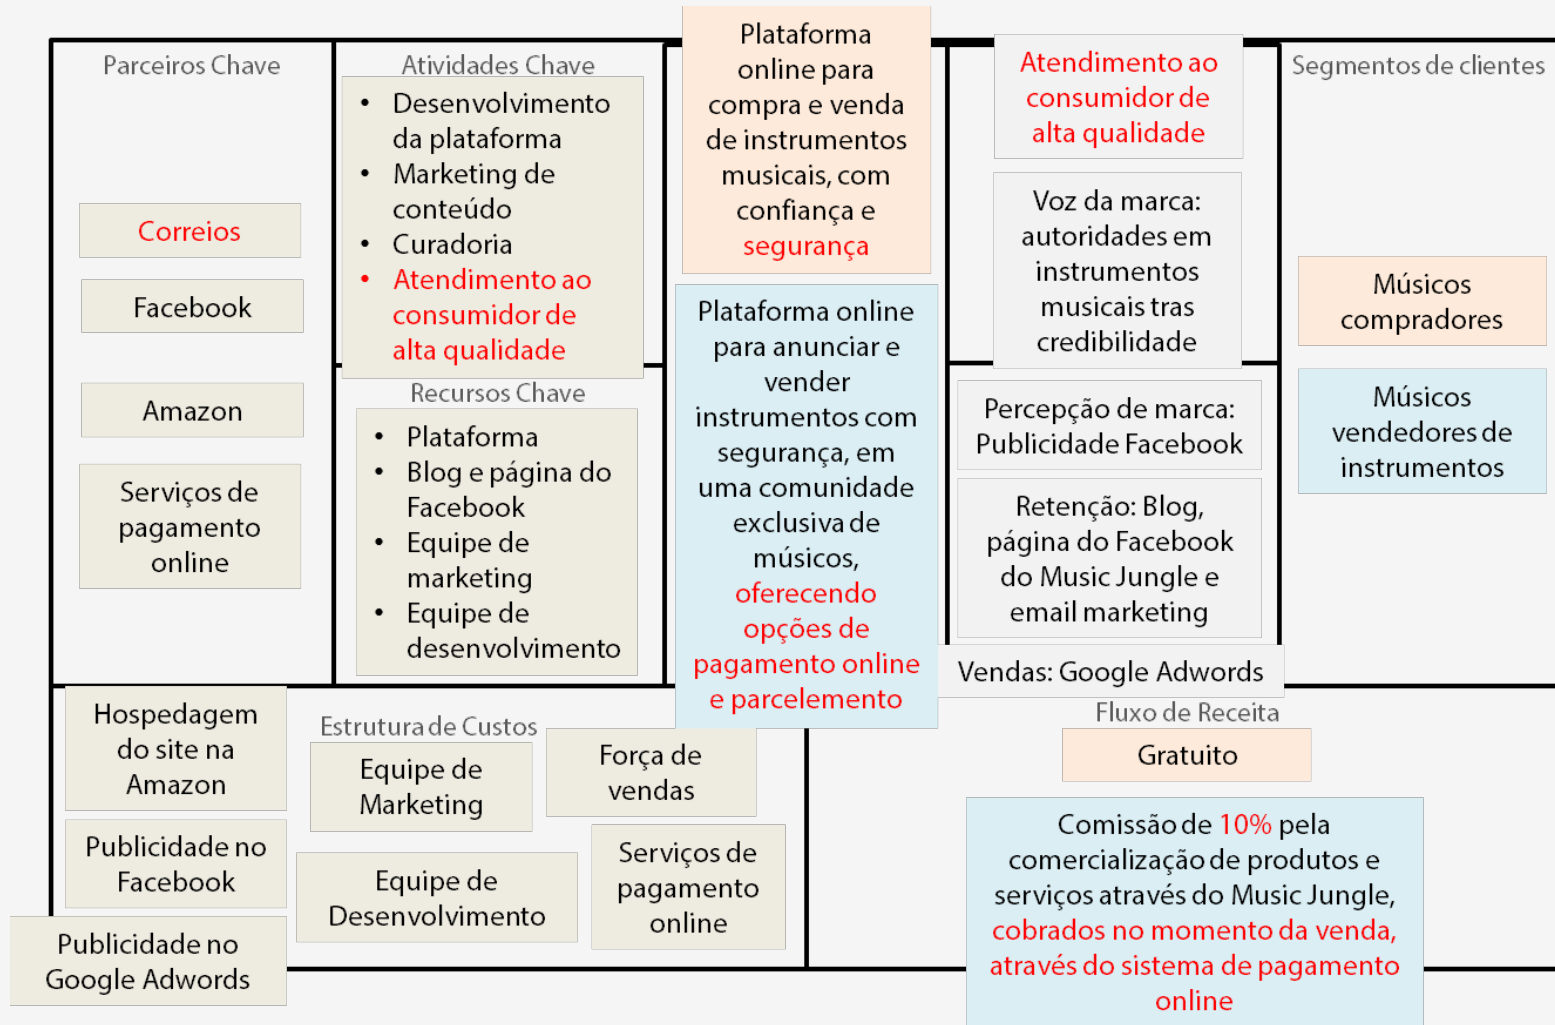 Parceiros Chave
Correios
Facebook
Amazon
Serviços de
pagamento
online
Atividades Chave
• Desenvolvimento
da plataforma
• Marketing de
conteúdo
• Curadoria
• Atendimento ao
consumidor de
alta qualidade
Recursos Chave
• Plataforma
• Blog e página do
Facebook
• Equipe de
marketing
• Equipe de
desenvolvimento
Plataforma
online para
compra e venda
de instrumentos
musicais, com
confiança e
segurança
Plataforma online
para anunciar e
vender
instrumentos com
segurança, em
uma comunidade
exclusiva de
músicos,
oferecendo
opções de
pagamento online
e parcelemento
Atendimento ao
consumidor de
alta qualidade
Voz da marca:
autoridades em
instrumentos
musicais tras
credibilidade
Percepção de marca:
Publicidade Facebook
Retenção: Blog,
página do Facebook
do Music Jungle e
email marketing
Vendas: Google Adwords
Segmentos de clientes
Músicos
compradores
Músicos
vendedores de
instrumentos
Estrutura de Custos
Hospedagem
do site na
Amazon
Publicidade no
Facebook
Publicidade no
Google Adwords
Equipe de
Marketing
Equipe de
Desenvolvimento
Força de
vendas
Serviços de
pagamento
online
Fluxo de Receita
Gratuito
Comissão de 10% pela
comercialização de produtos e
serviços através do Music Jungle,
cobrados no momento da venda,
através do sistema de pagamento
online